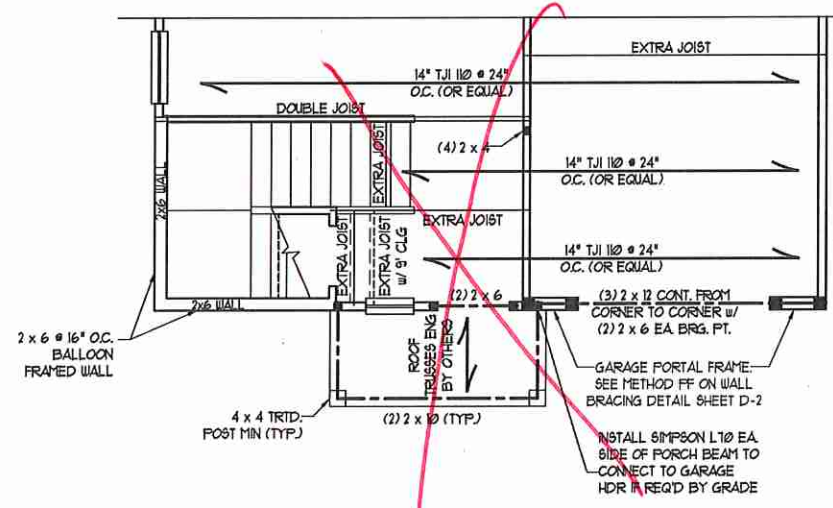 EXTRA JOIST
14" TJI 110 @ 24"
O.C. (OR EQUAL)
DOUBLE JOIST
(4) 2 x 4
EXTRA JOIST
2x6 WALL
14" TJI 110 @ 24"
O.C. (OR EQUAL)
EXTRA JOIST
EXTRA JOIST
EXTRA JOIST
w/ 9' CLG
14" TJI 110 @ 24"
O.C. (OR EQUAL)
2x6 WALL
(2) 2 x 6
(3) 2 x 12 CONT. FROM
CORNER TO CORNER w/
(2) 2 x 6 EA. BRG. PT.
2 x 6 @ 16" O.C.
BALLOON
FRAMED WALL
ROOF
TRUSSES ENG
BY OTHERS
GARAGE PORTAL FRAME.
SEE METHOD PF ON WALL
BRACING DETAIL SHEET D-2
4 x 4 TRTD.
POST MIN (TYP.)
(2) 2 x 10 (TYP.)
INSTALL SIMPSON L70 EA.
SIDE OF PORCH BEAM TO
CONNECT TO GARAGE
HDR IF REQ'D BY GRADE